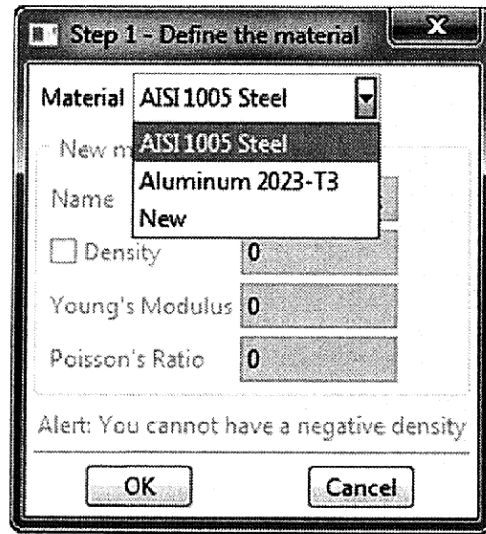 Step 1 - Define the material
Material AISI 1005 Steel
New m
AISI 1005 Steel
Aluminum 2023-T3
New
Name
Density 0
Young's Modulus 0
Poisson's Ratio 0
Alert: You cannot have a negative density
OK Cancel